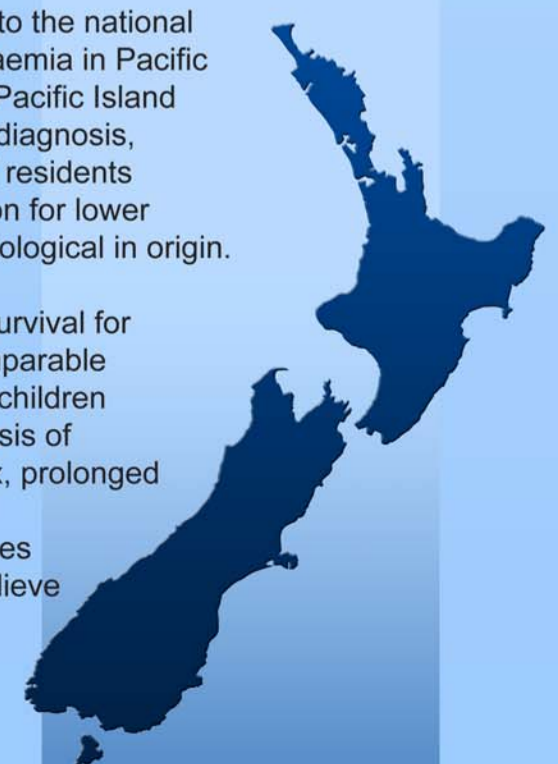 to the national
aemia in Pacific
Pacific Island
diagnosis,
residents
on for lower
ological in origin.
urvival for
parable
children
sis of
, prolonged
es
lieve